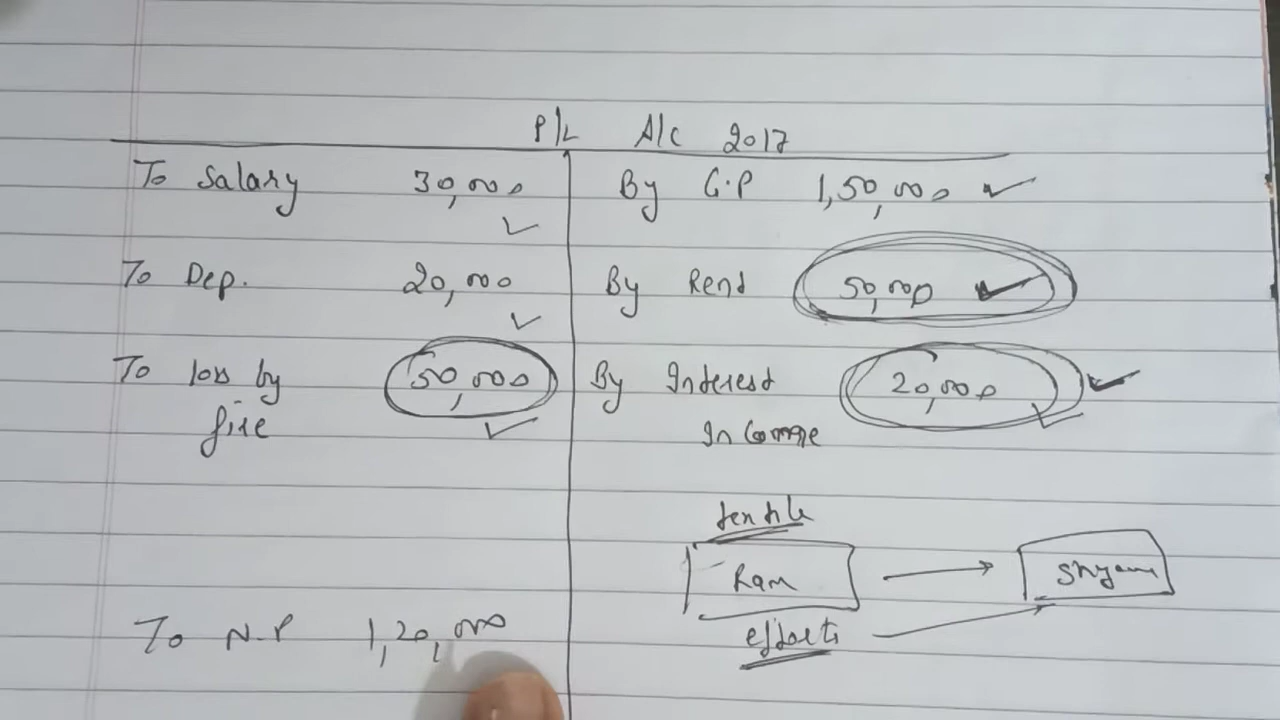 P/L A/c 2017
To Salary 30,000 By G.P 1,50,000
To Dep. 20,000 By Rent 50,000
To loss by 50,000 By Interest 20,000
fire Income
textile
Ram Shyam
efforts
To N.P 1,20,000